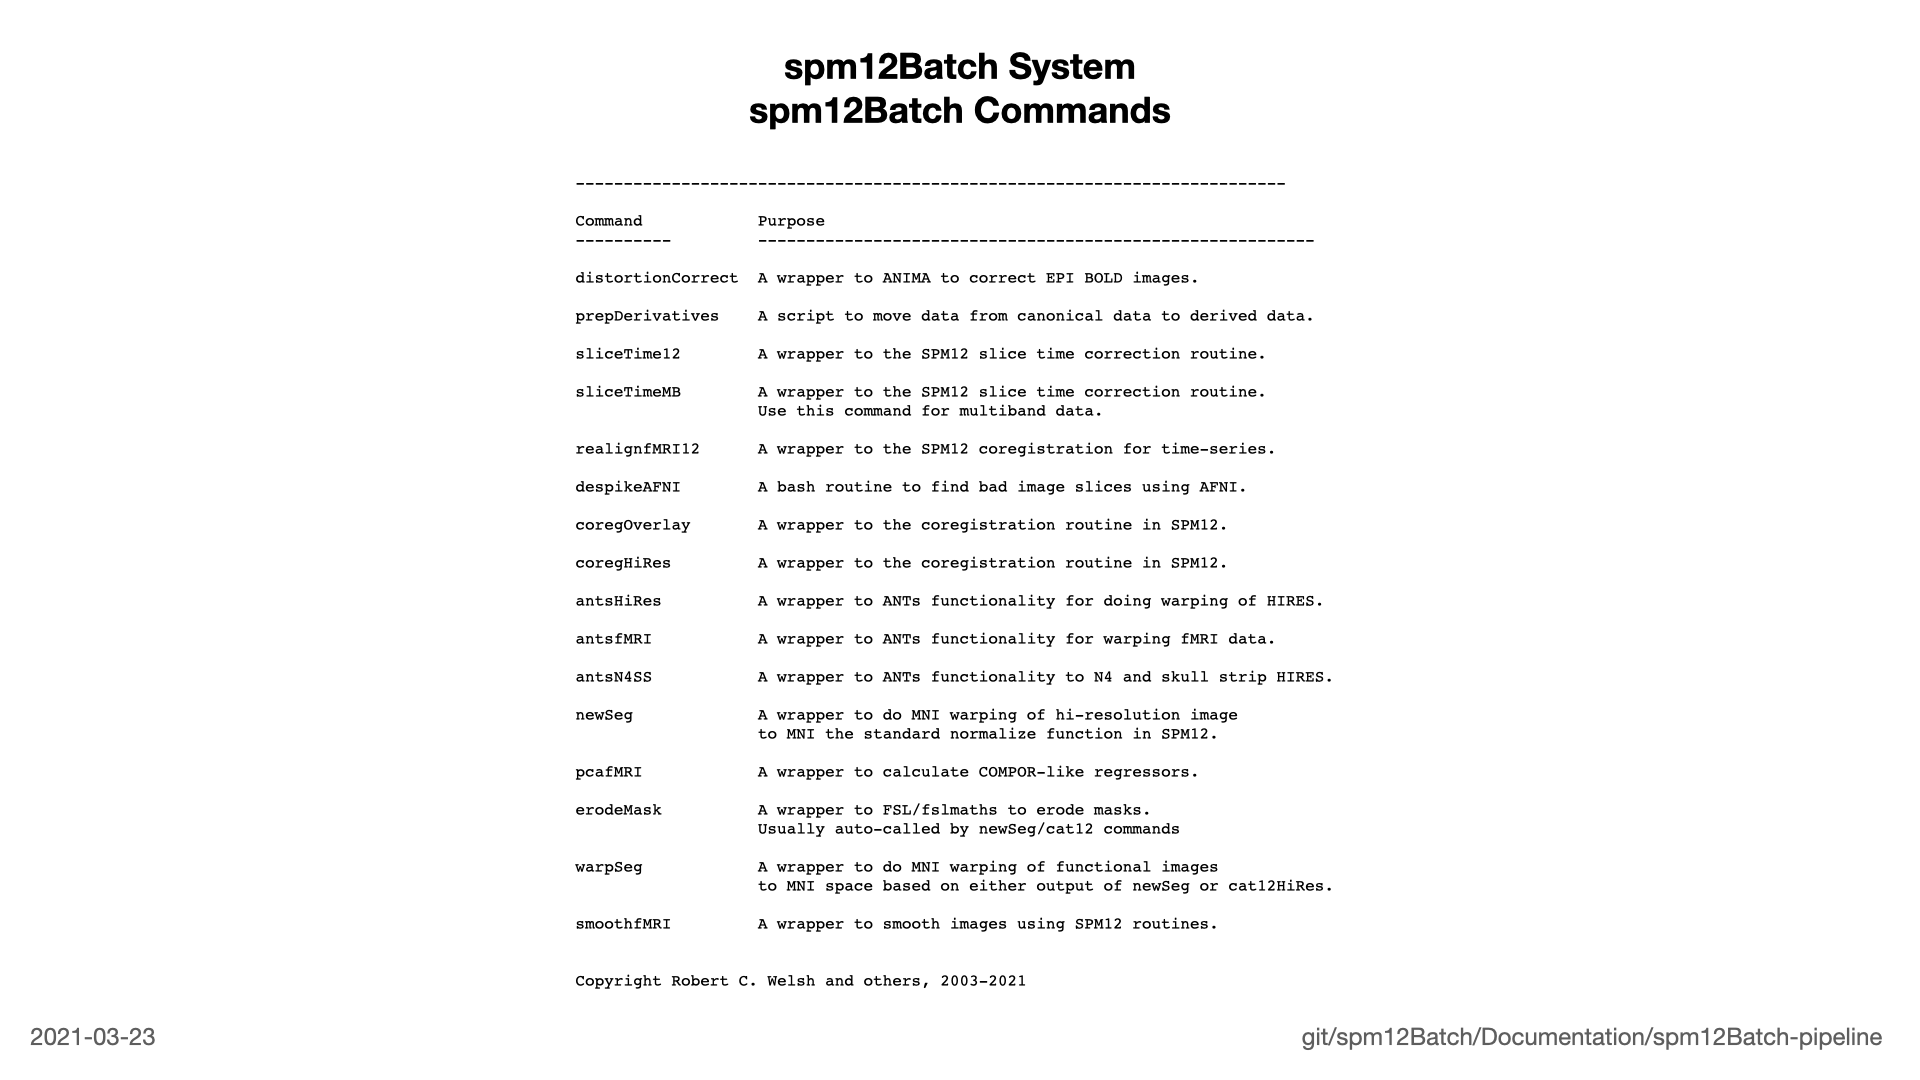 spm12Batch System
spm12Batch Commands
--------------------------------------------------------------------------
Command Purpose
---------- ----------------------------------------------------------
distortionCorrect A wrapper to ANIMA to correct EPI BOLD images.
prepDerivatives A script to move data from canonical data to derived data.
sliceTime12 A wrapper to the SPM12 slice time correction routine.
sliceTimeMB A wrapper to the SPM12 slice time correction routine.
Use this command for multiband data.
realignfMRI12 A wrapper to the SPM12 coregistration for time-series.
despikeAFNI A bash routine to find bad image slices using AFNI.
coregOverlay A wrapper to the coregistration routine in SPM12.
coregHiRes A wrapper to the coregistration routine in SPM12.
antsHiRes A wrapper to ANTs functionality for doing warping of HIRES.
antsfMRI A wrapper to ANTs functionality for warping fMRI data.
antsN4SS A wrapper to ANTs functionality to N4 and skull strip HIRES.
newSeg A wrapper to do MNI warping of hi-resolution image
to MNI the standard normalize function in SPM12.
pcafMRI A wrapper to calculate COMPOR-like regressors.
erodeMask A wrapper to FSL/fslmaths to erode masks.
Usually auto-called by newSeg/cat12 commands
warpSeg A wrapper to do MNI warping of functional images
to MNI space based on either output of newSeg or cat12HiRes.
smoothfMRI A wrapper to smooth images using SPM12 routines.
Copyright Robert C. Welsh and others, 2003-2021
2021-03-23 git/spm12Batch/Documentation/spm12Batch-pipeline